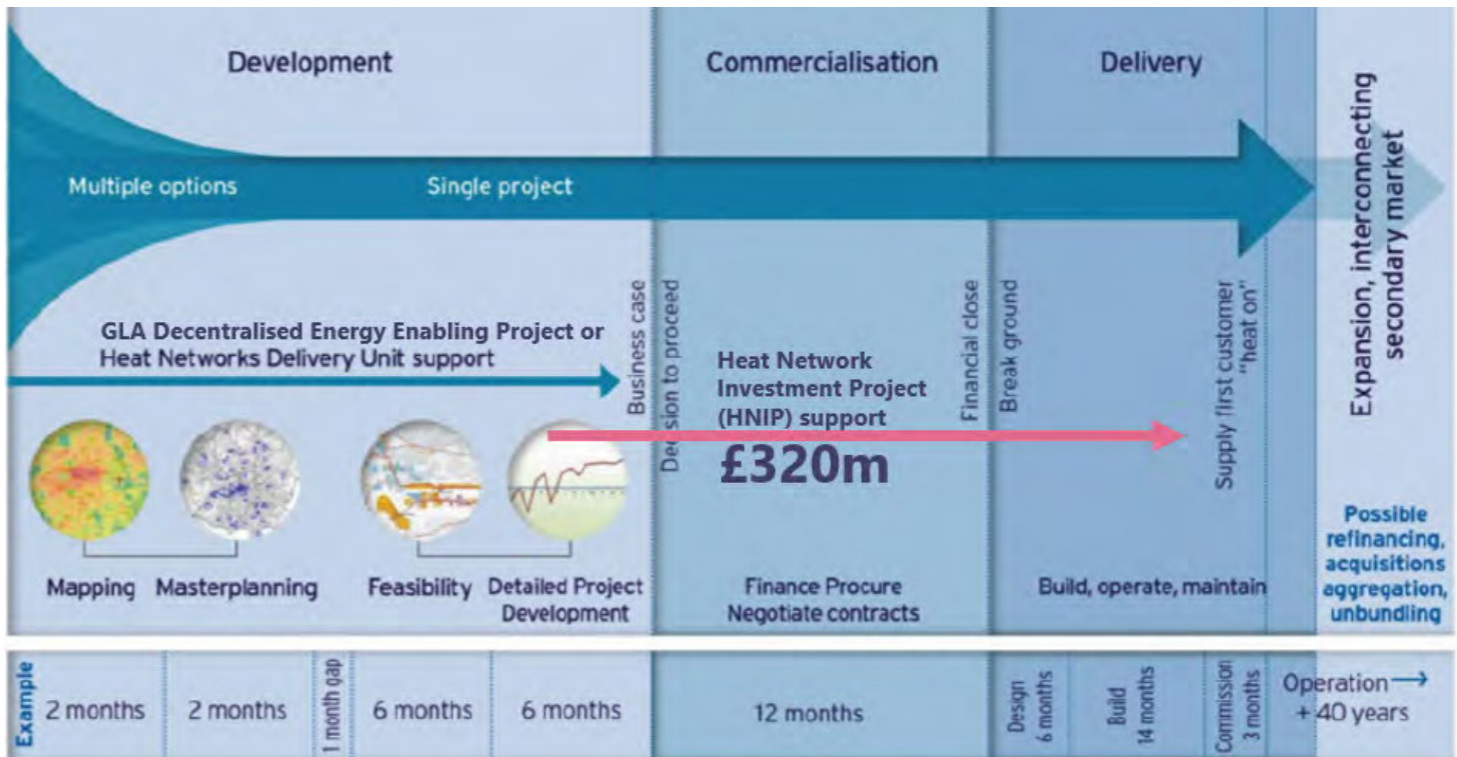 Development
Commercialisation
Delivery
Multiple options
Single project
Expansion, interconnecting
secondary market
GLA Decentralised Energy Enabling Project or
Heat Networks Delivery Unit support
Business case
Decision to proceed
Heat Network
Investment Project
(HNIP) support
£320m
Financial close
Break ground
Supply first customer
"heat on"
Possible
refinancing,
acquisitions
aggregation,
unbundling
Mapping
Masterplanning
Feasibility
Detailed Project
Development
Finance Procure
Negotiate contracts
Build, operate, maintain
Example
2 months
2 months
1 month gap
6 months
6 months
12 months
Design
6 months
Build
14 months
Commission
3 months
Operation
+ 40 years